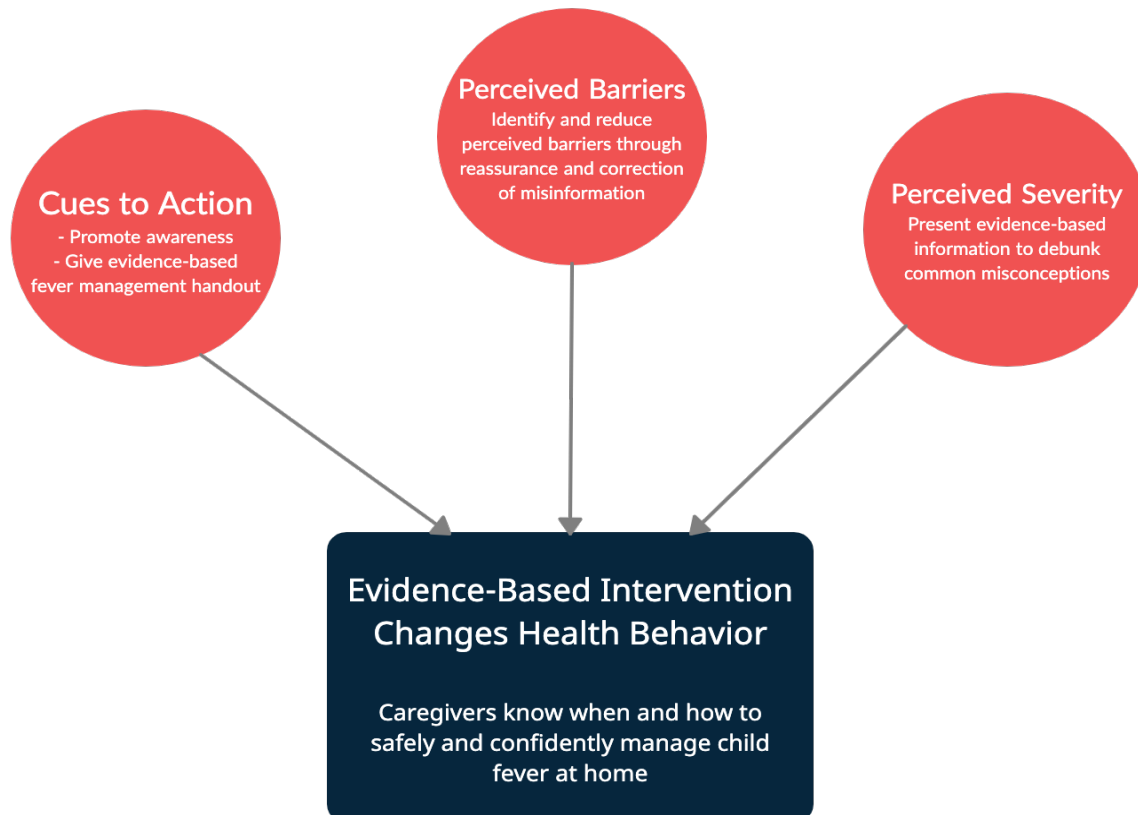 Cues to Action
- Promote awareness
- Give evidence-based
fever management handout
Perceived Barriers
Identify and reduce
perceived barriers through
reassurance and correction
of misinformation
Perceived Severity
Present evidence-based
information to debunk
common misconceptions
Evidence-Based Intervention
Changes Health Behavior
Caregivers know when and how to
safely and confidently manage child
fever at home